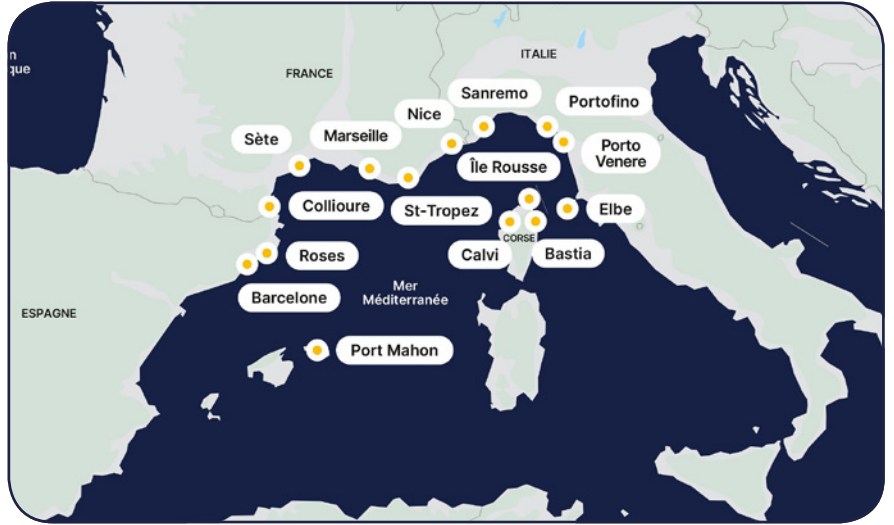 n
que
ITALIE
FRANCE
Sanremo
Portofino
Nice
Marseille
Sète
Porto
Venere
Île Rousse
Collioure
St-Tropez
Elbe
CORSE
Calvi
Bastia
Roses
Mer
Méditerranée
Barcelone
ESPAGNE
Port Mahon